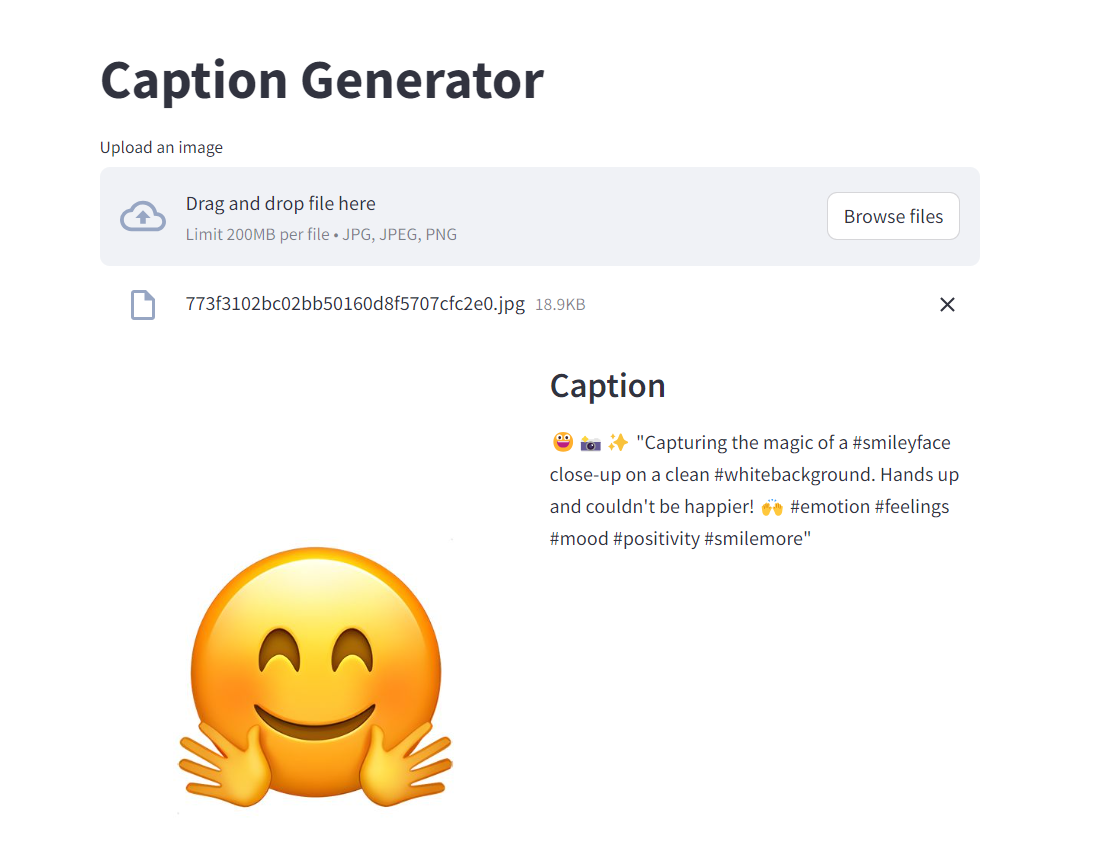 Caption Generator
Upload an image
Drag and drop file here
Limit 200MB per file • JPG, JPEG, PNG
Browse files
773f3102bc02bb50160d8f5707cfc2e0.jpg 18.9KB
Caption
😀 📸 ✨ "Capturing the magic of a #smileyface
close-up on a clean #whitebackground. Hands up
and couldn't be happier! 🙌 #emotion #feelings
#mood #positivity #smilemore"